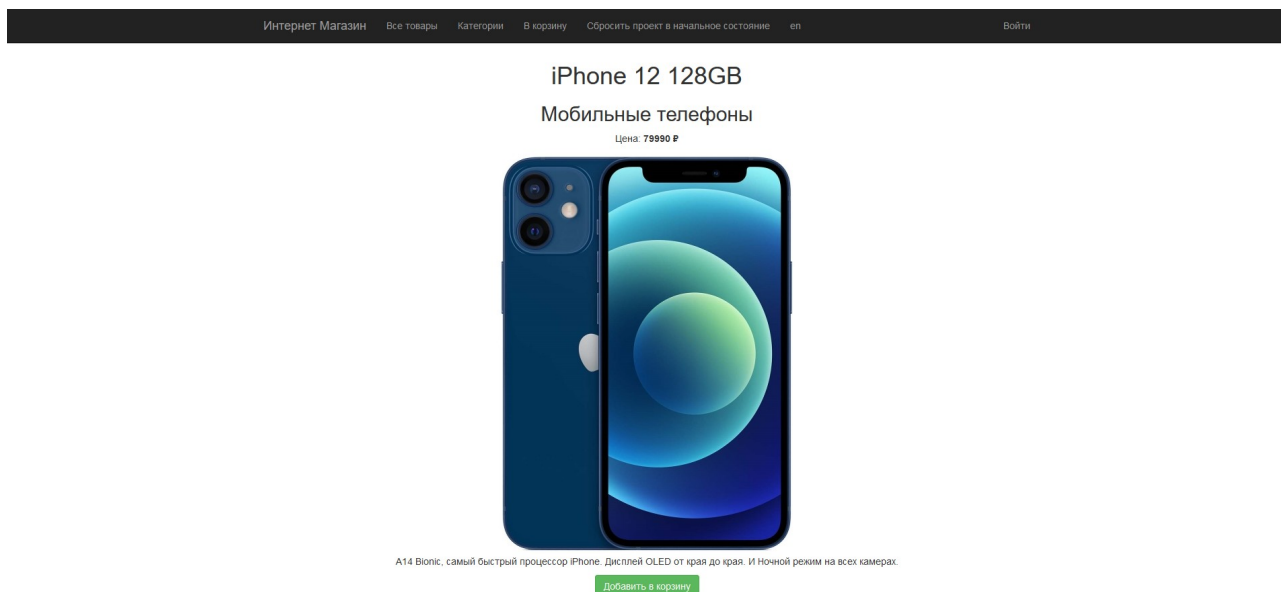 Интернет Магазин Все товары Категории В корзину Сбросить проект в начальное состояние en Войти
iPhone 12 128GB
Мобильные телефоны
Цена: 79990 ₽
A14 Bionic, самый быстрый процессор iPhone. Дисплей OLED от края до края. И Ночной режим на всех камерах.
Добавить в корзину